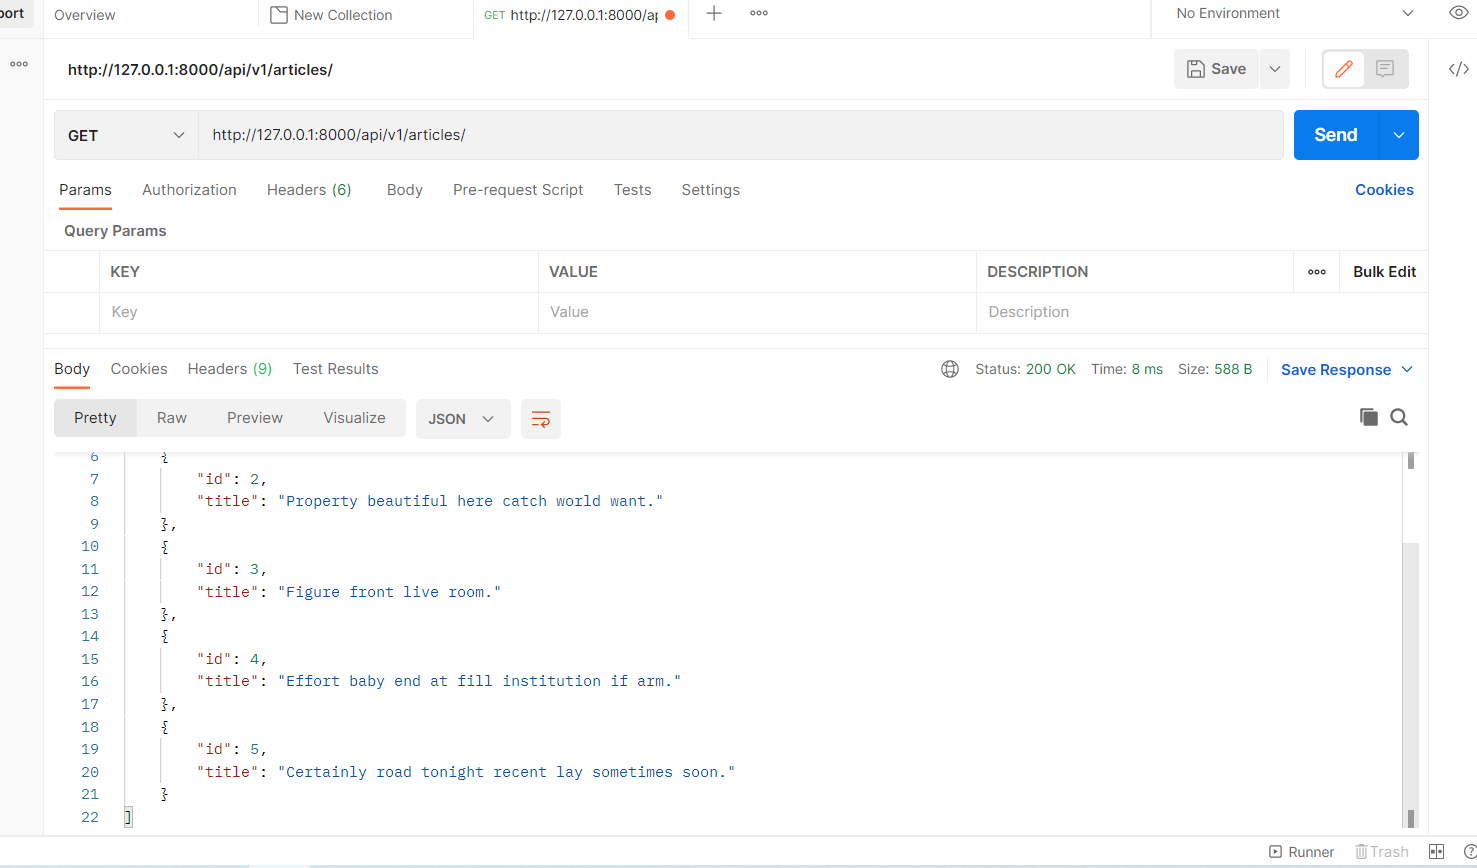 port
Overview
New Collection
GET http://127.0.0.1:8000/ap
No Environment
http://127.0.0.1:8000/api/v1/articles/
Save
GET
http://127.0.0.1:8000/api/v1/articles/
Send
Params Authorization Headers (6) Body Pre-request Script Tests Settings Cookies
Query Params
KEY VALUE DESCRIPTION Bulk Edit
Key Value Description
Body Cookies Headers (9) Test Results Status: 200 OK Time: 8 ms Size: 588 B Save Response
Pretty Raw Preview Visualize JSON
6 {
7 "id": 2,
8 "title": "Property beautiful here catch world want."
9 },
10 {
11 "id": 3,
12 "title": "Figure front live room."
13 },
14 {
15 "id": 4,
16 "title": "Effort baby end at fill institution if arm."
17 },
18 {
19 "id": 5,
20 "title": "Certainly road tonight recent lay sometimes soon."
21 }
22 ]
Runner Trash